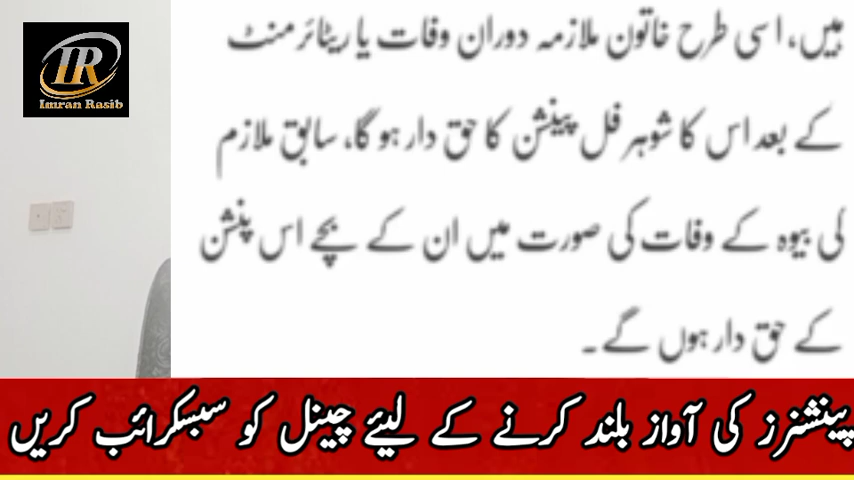 IR
Imran Rasib
ہیں، اسی طرح خاتون ملازمہ دوران وفات یا ریٹائرمنٹ
کے بعد اس کا شوہر فل پینشن کا حق دار ہو گا، سابق ملازم
کی بیوہ کے وفات کی صورت میں ان کے بچے اس پنشن
کے حق دار ہوں گے۔
پینشنرز کی آواز بلند کرنے کے لیئے چینل کو سبسکرائب کریں